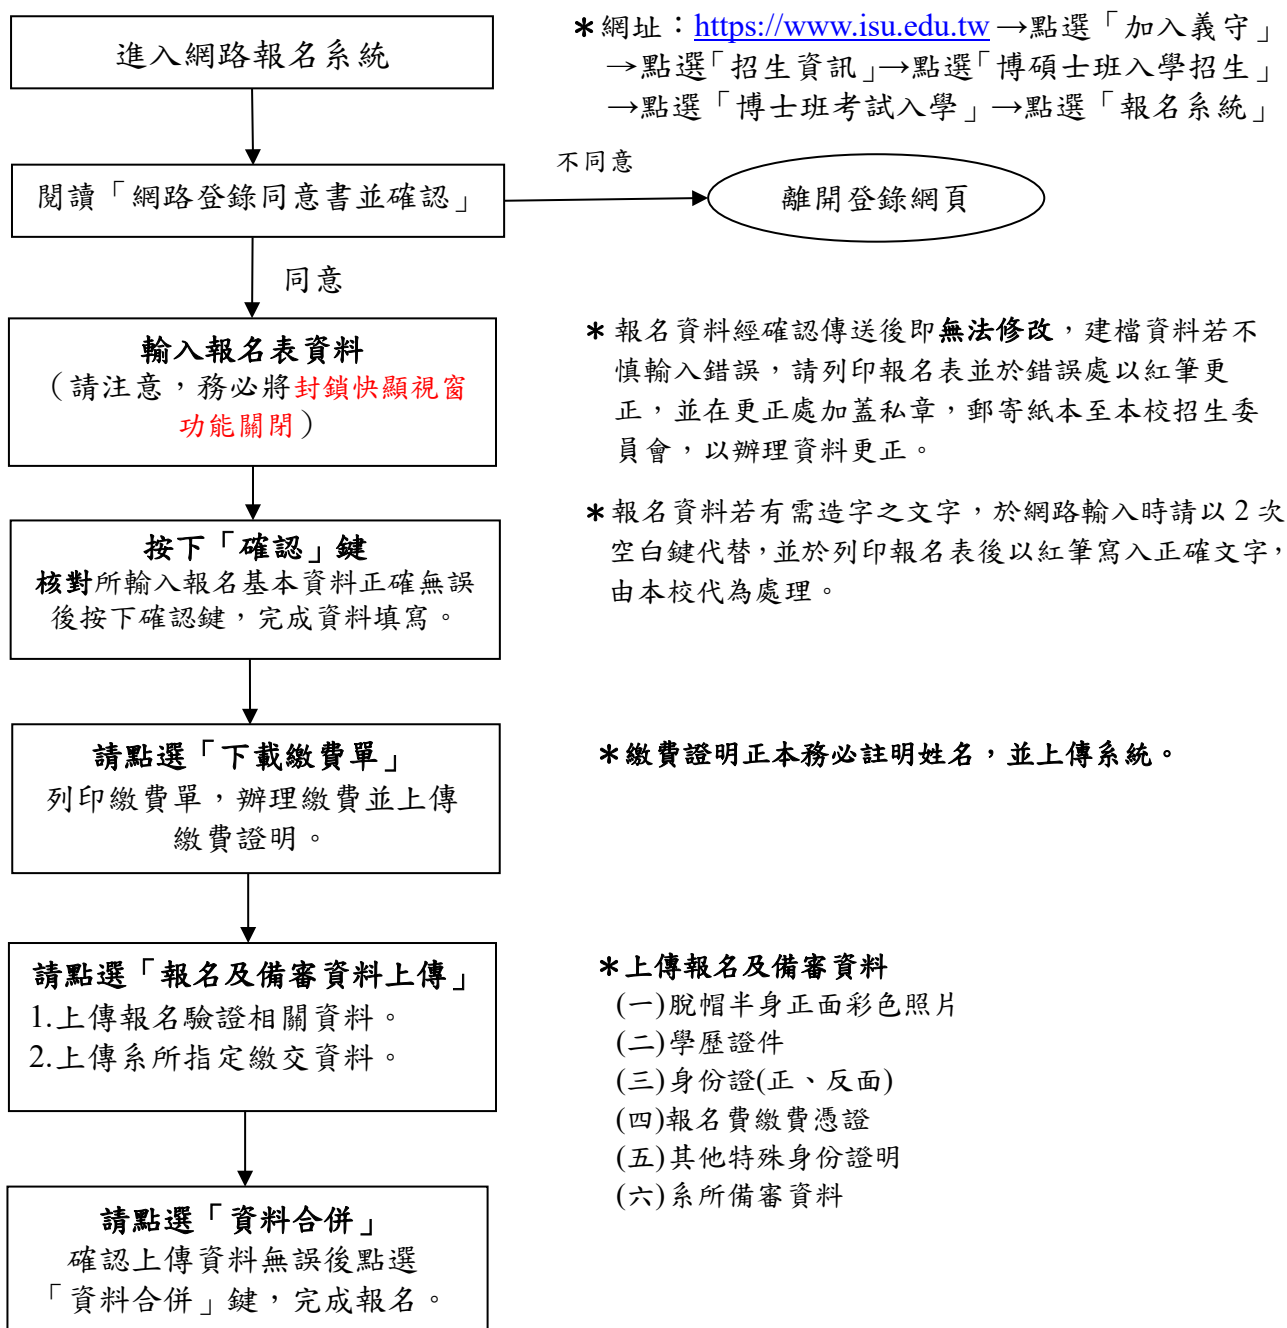 進入網路報名系統
＊網址：https://www.isu.edu.tw→點選「加入義守」
→點選「招生資訊」→點選「博碩士班入學招生」
→點選「博士班考試入學」→點選「報名系統」
閱讀「網路登錄同意書並確認」
不同意
離開登錄網頁
同意
輸入報名表資料
（請注意，務必將封鎖快顯視窗
功能關閉）
＊報名資料經確認傳送後即無法修改，建檔資料若不
慎輸入錯誤，請列印報名表並於錯誤處以紅筆更
正，並在更正處加蓋私章，郵寄紙本至本校招生委
員會，以辦理資料更正。
＊報名資料若有需造字之文字，於網路輸入時請以 2 次
空白鍵代替，並於列印報名表後以紅筆寫入正確文字，
由本校代為處理。
按下「確認」鍵
核對所輸入報名基本資料正確無誤
後按下確認鍵，完成資料填寫。
請點選「下載繳費單」
列印繳費單，辦理繳費並上傳
繳費證明。
＊繳費證明正本務必註明姓名，並上傳系統。
請點選「報名及備審資料上傳」
1.上傳報名驗證相關資料。
2.上傳系所指定繳交資料。
＊上傳報名及備審資料
(一)脫帽半身正面彩色照片
(二)學歷證件
(三)身份證(正、反面)
(四)報名費繳費憑證
(五)其他特殊身份證明
(六)系所備審資料
請點選「資料合併」
確認上傳資料無誤後點選
「資料合併」鍵，完成報名。